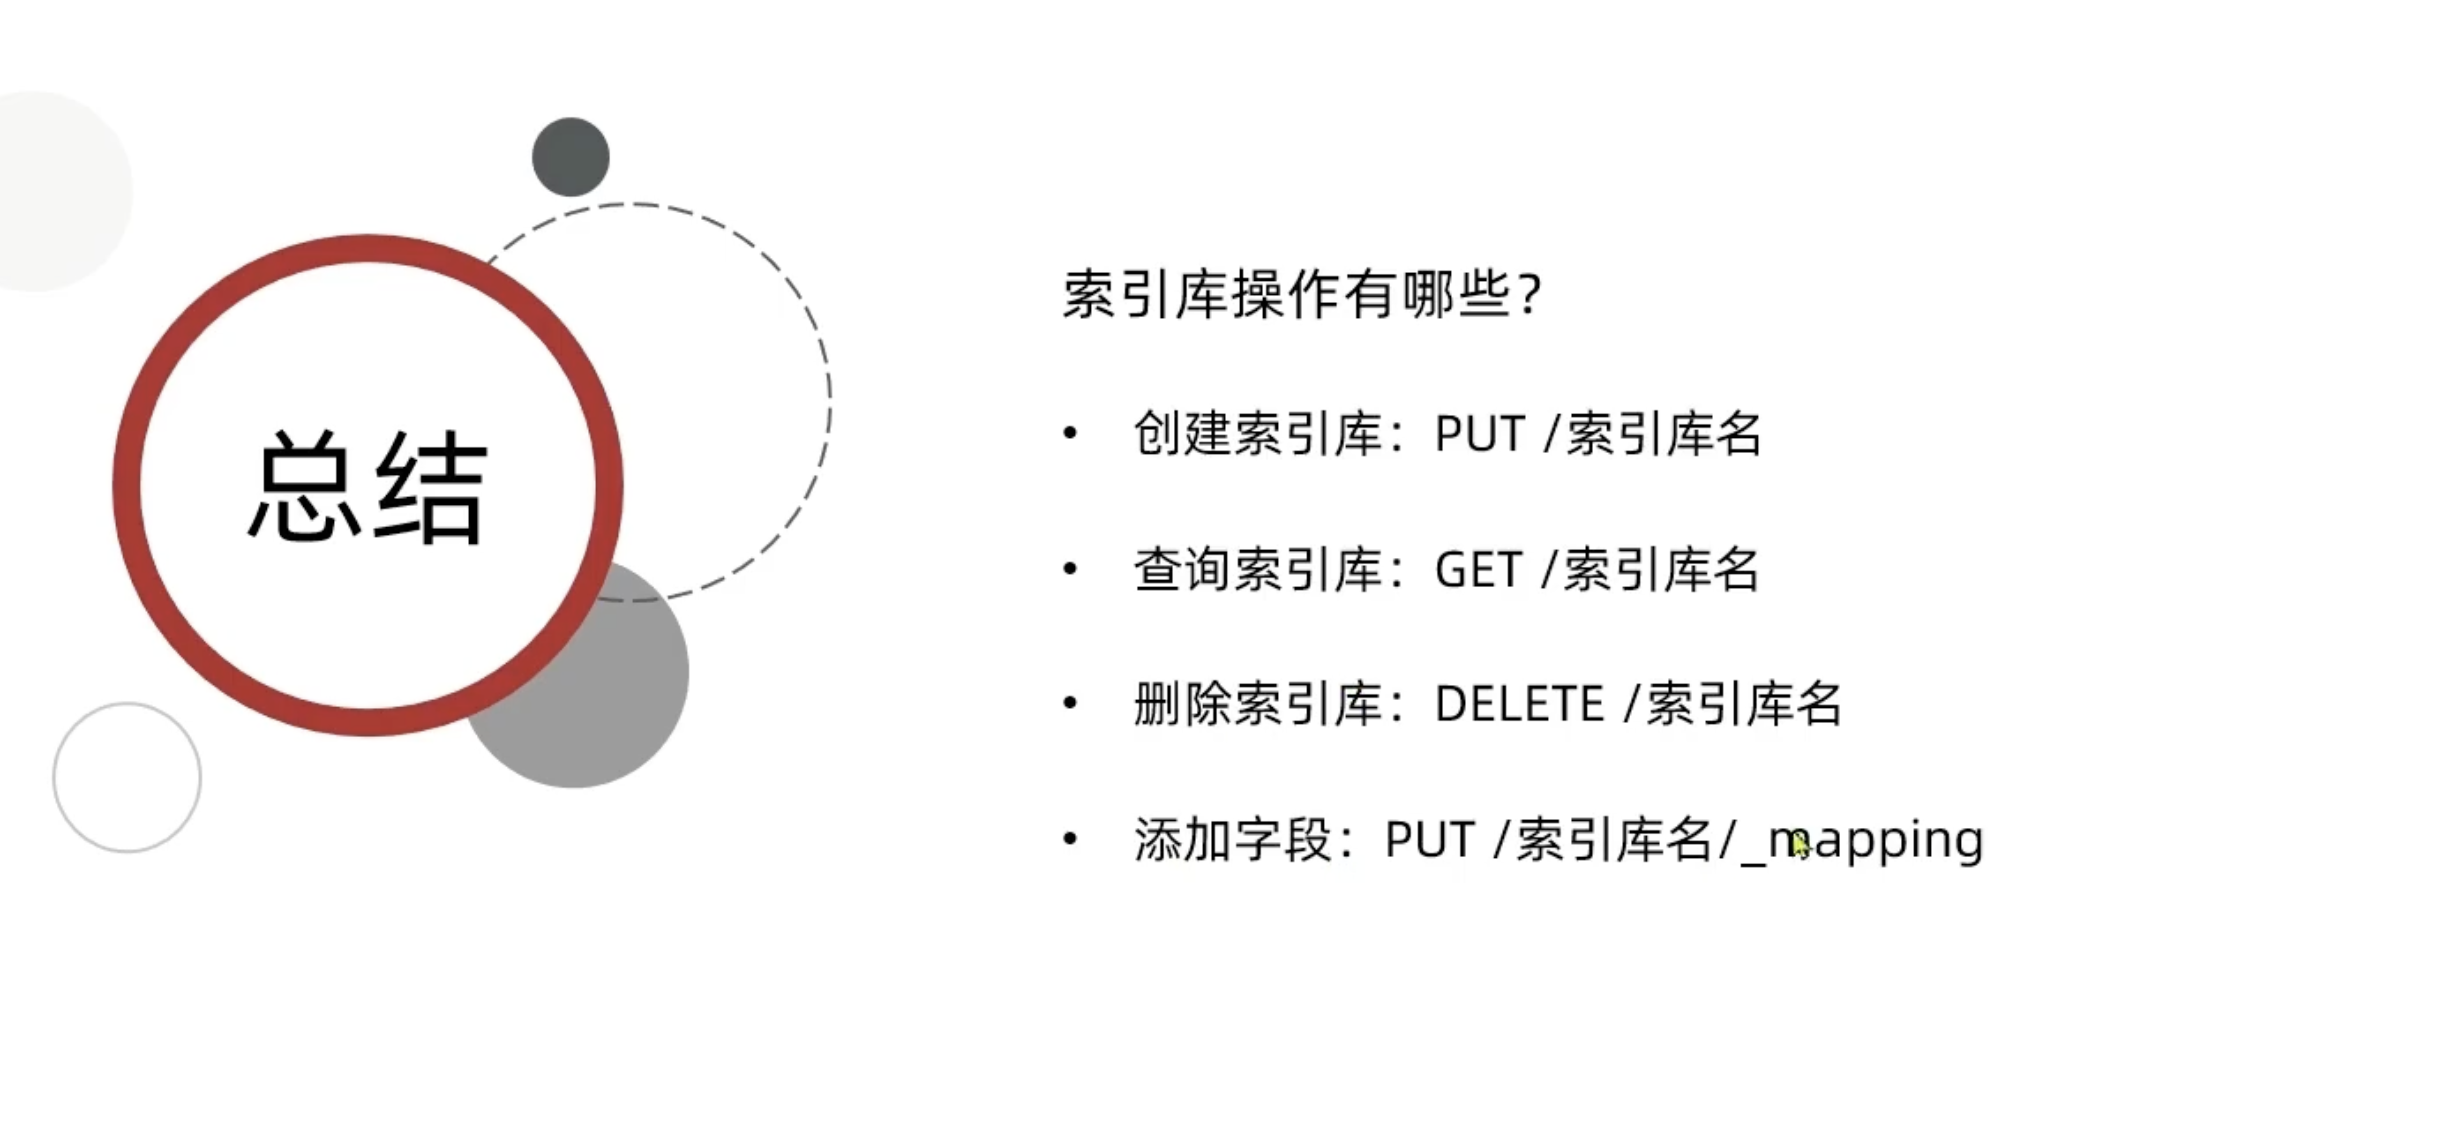 总结
索引库操作有哪些？
• 创建索引库：PUT /索引库名
• 查询索引库：GET /索引库名
• 删除索引库：DELETE /索引库名
• 添加字段：PUT /索引库名/_mapping